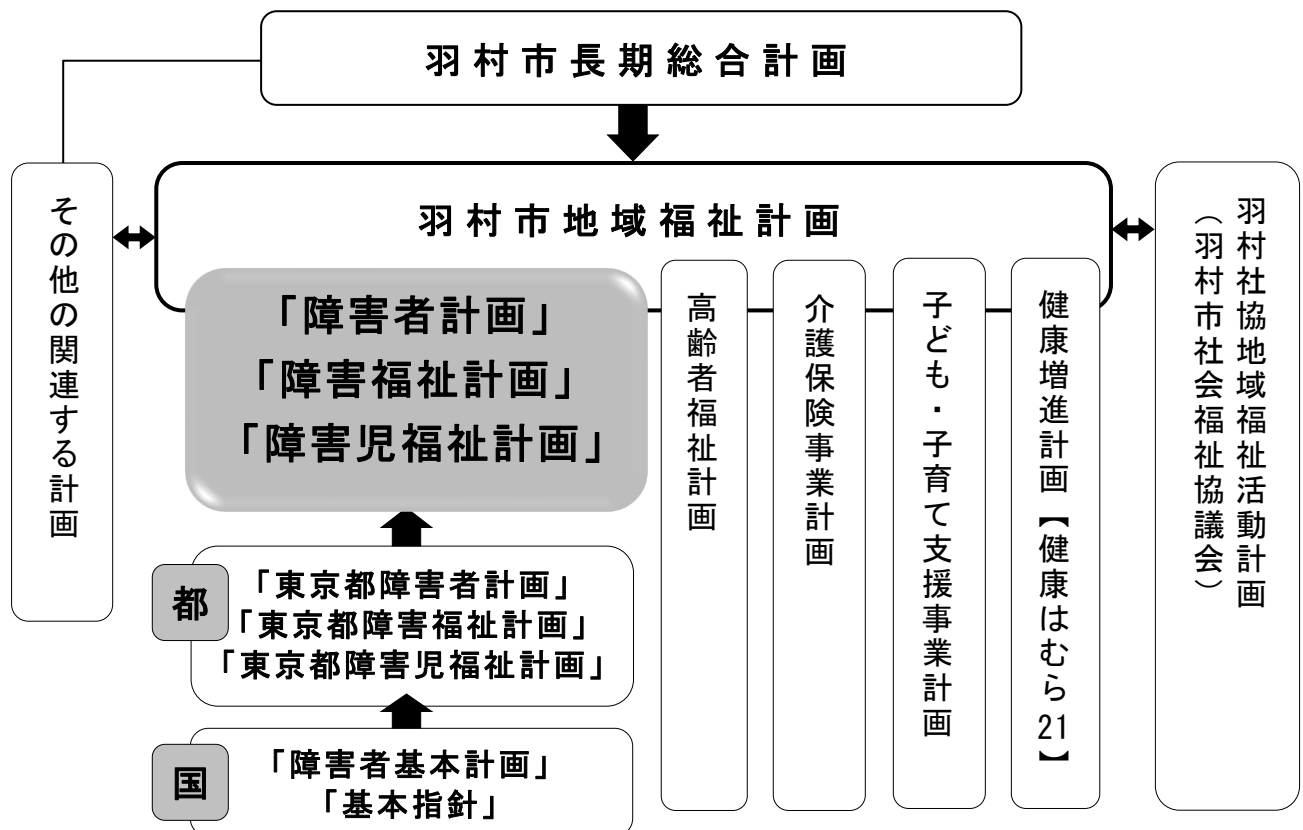 羽村市長期総合計画
その他の関連する計画
羽村市地域福祉計画
「障害者計画」
「障害福祉計画」
「障害児福祉計画」
高齢者福祉計画
介護保険事業計画
子ども・子育て支援事業計画
健康増進計画【健康はむら21】
羽村社協地域福祉活動計画
（羽村市社会福祉協議会）
都
「東京都障害者計画」
「東京都障害福祉計画」
「東京都障害児福祉計画」
国
「障害者基本計画」
「基本指針」